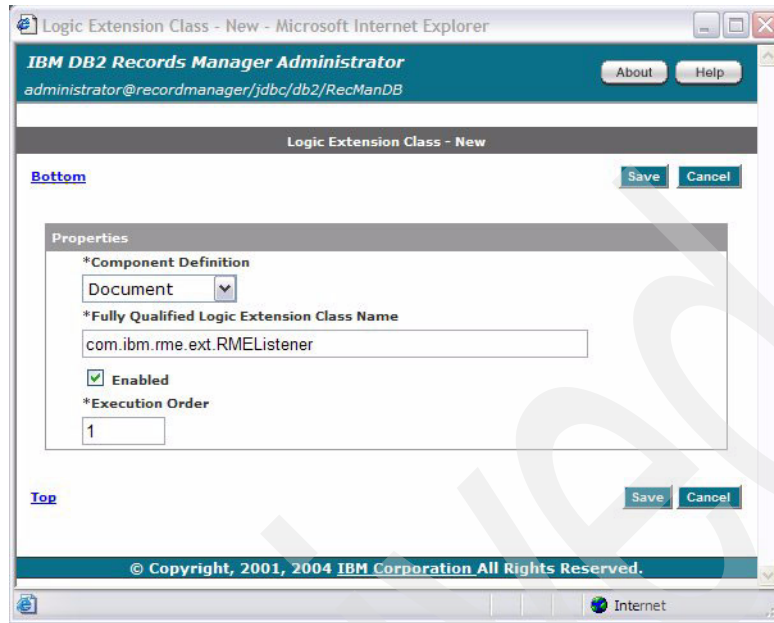 Logic Extension Class - New - Microsoft Internet Explorer
IBM DB2 Records Manager Administrator
About Help
administrator@recordmanager/jdbc/db2/RecManDB
Logic Extension Class - New
Bottom
Save Cancel
Properties
*Component Definition
Document
*Fully Qualified Logic Extension Class Name
com.ibm.rme.ext.RMEListener
Enabled
*Execution Order
1
Top
Save Cancel
© Copyright, 2001, 2004 IBM Corporation All Rights Reserved.
Internet